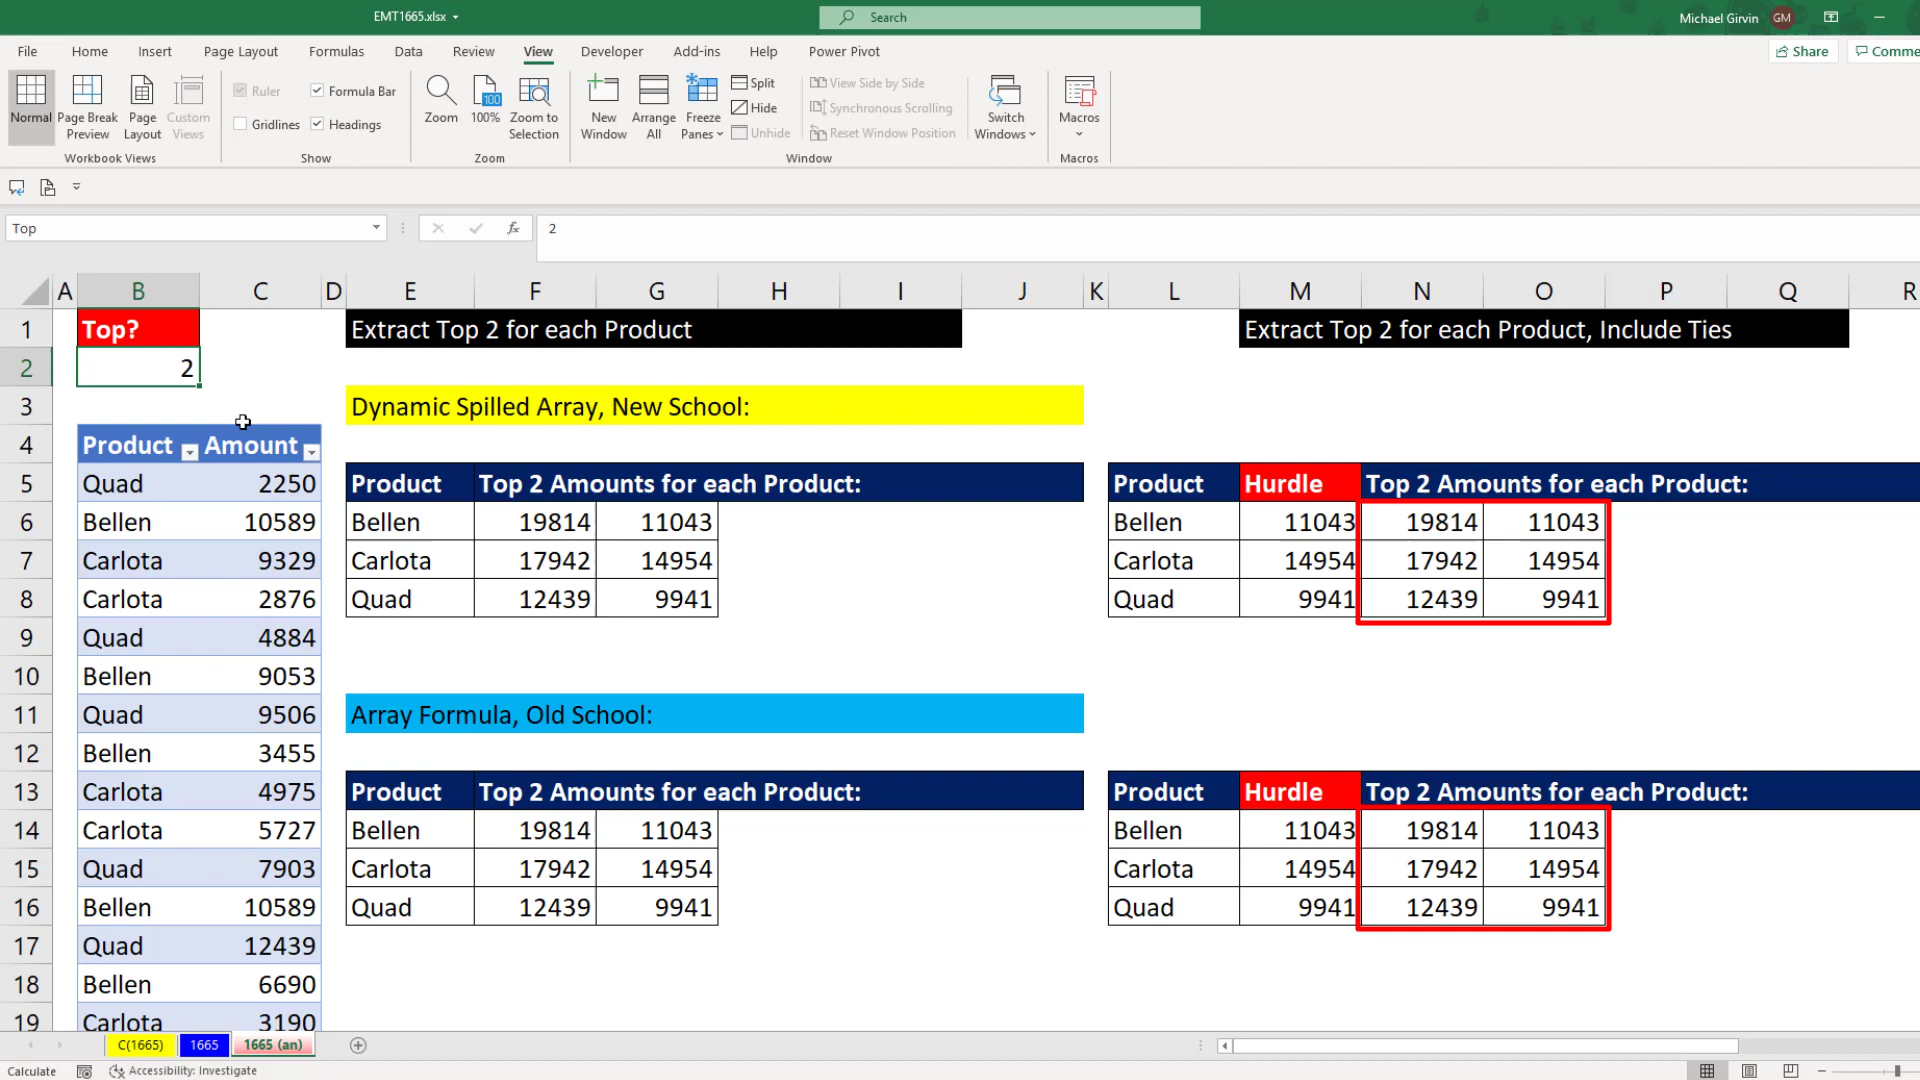 EMT1665.xlsx
Search
Michael Girvin GM
File Home Insert Page Layout Formulas Data Review View Developer Add-ins Help Power Pivot
Share
Comme
Normal
Page Break Preview
Page Layout
Custom Views
Workbook Views
Ruler
Formula Bar
Gridlines
Headings
Show
Zoom
100%
Zoom to Selection
Zoom
New Window
Arrange All
Freeze Panes
Split
Hide
Unhide
View Side by Side
Synchronous Scrolling
Reset Window Position
Window
Switch Windows
Macros
Macros
Top
fx
2
A B C D E F G H I J K L M N O P Q R
1 Top? Extract Top 2 for each Product Extract Top 2 for each Product, Include Ties
2 2
3 Dynamic Spilled Array, New School:
4 Product Amount
5 Quad 2250 Product Top 2 Amounts for each Product: Product Hurdle Top 2 Amounts for each Product:
6 Bellen 10589 Bellen 19814 11043 Bellen 11043 19814 11043
7 Carlota 9329 Carlota 17942 14954 Carlota 14954 17942 14954
8 Carlota 2876 Quad 12439 9941 Quad 9941 12439 9941
9 Quad 4884
10 Bellen 9053
11 Quad 9506 Array Formula, Old School:
12 Bellen 3455
13 Carlota 4975 Product Top 2 Amounts for each Product: Product Hurdle Top 2 Amounts for each Product:
14 Carlota 5727 Bellen 19814 11043 Bellen 11043 19814 11043
15 Quad 7903 Carlota 17942 14954 Carlota 14954 17942 14954
16 Bellen 10589 Quad 12439 9941 Quad 9941 12439 9941
17 Quad 12439
18 Bellen 6690
19 Carlota 3190
C(1665) 1665 1665 (an)
Calculate Accessibility: Investigate